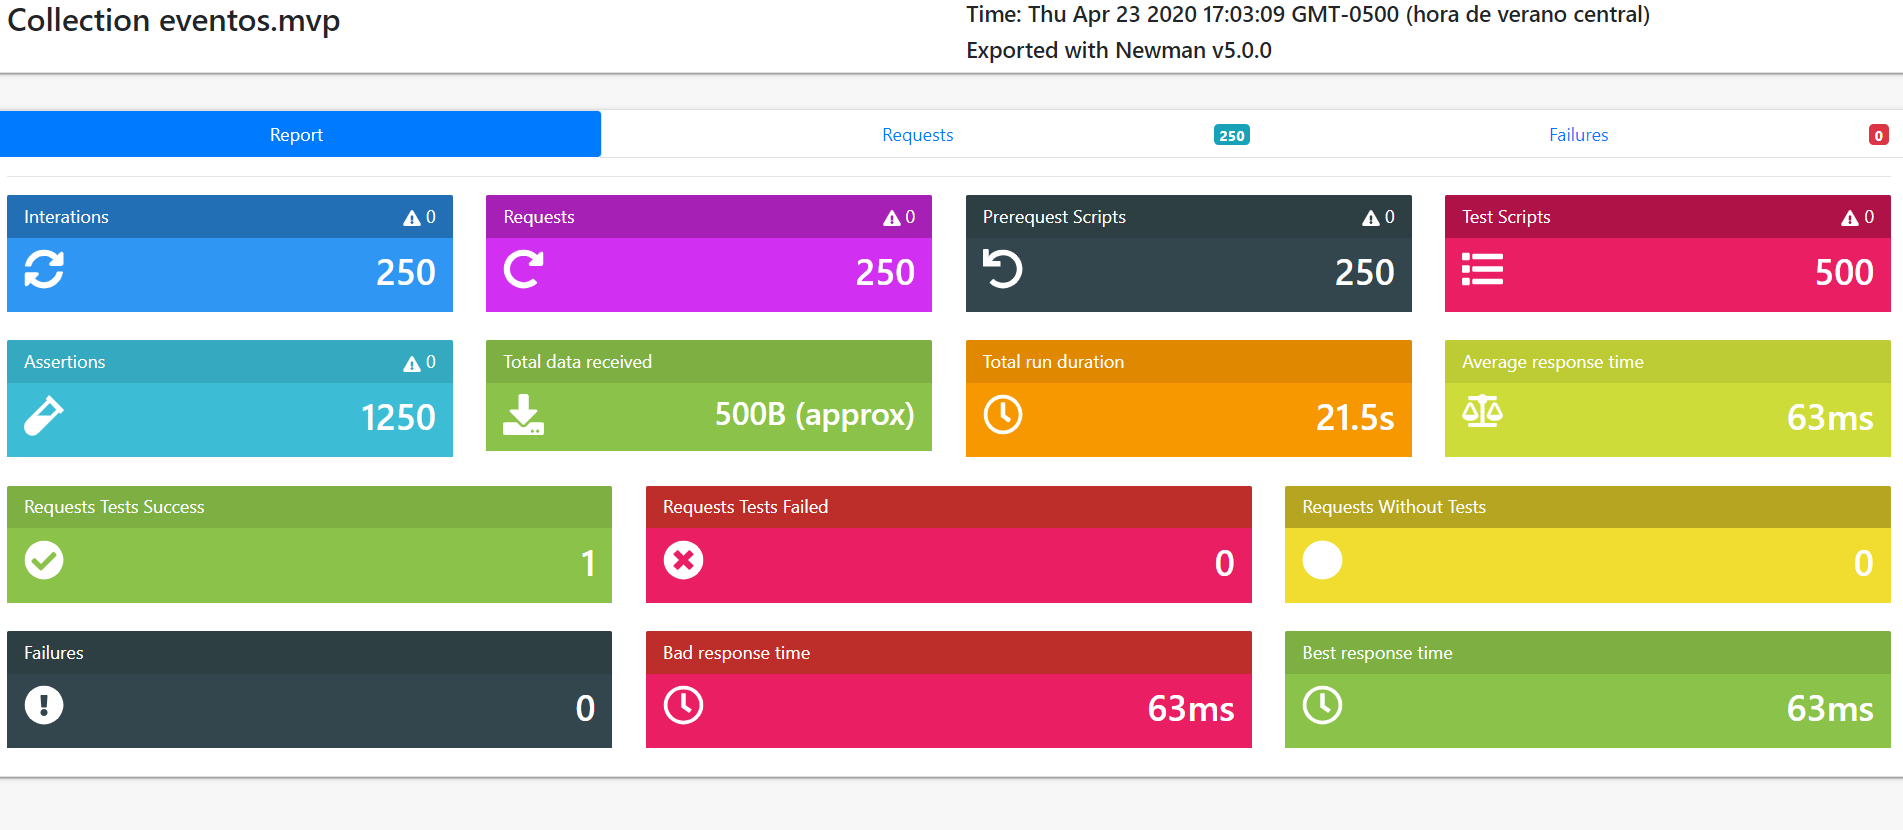 Collection eventos.mvp
Time: Thu Apr 23 2020 17:03:09 GMT-0500 (hora de verano central)
Exported with Newman v5.0.0
Report
Requests 250
Failures 0
Interations 0
250
Requests 0
250
Prerequest Scripts 0
250
Test Scripts 0
500
Assertions 0
1250
Total data received
500B (approx)
Total run duration
21.5s
Average response time
63ms
Requests Tests Success
1
Requests Tests Failed
0
Requests Without Tests
0
Failures
0
Bad response time
63ms
Best response time
63ms